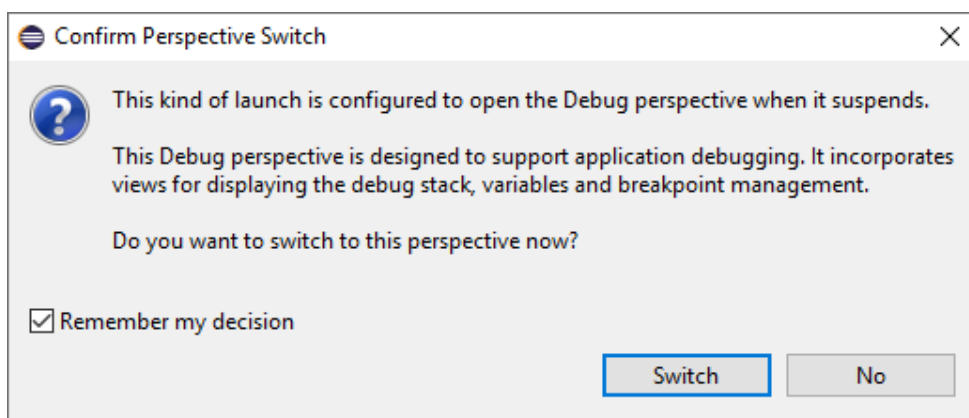 Confirm Perspective Switch
This kind of launch is configured to open the Debug perspective when it suspends.
This Debug perspective is designed to support application debugging. It incorporates
views for displaying the debug stack, variables and breakpoint management.
Do you want to switch to this perspective now?
Remember my decision
Switch
No